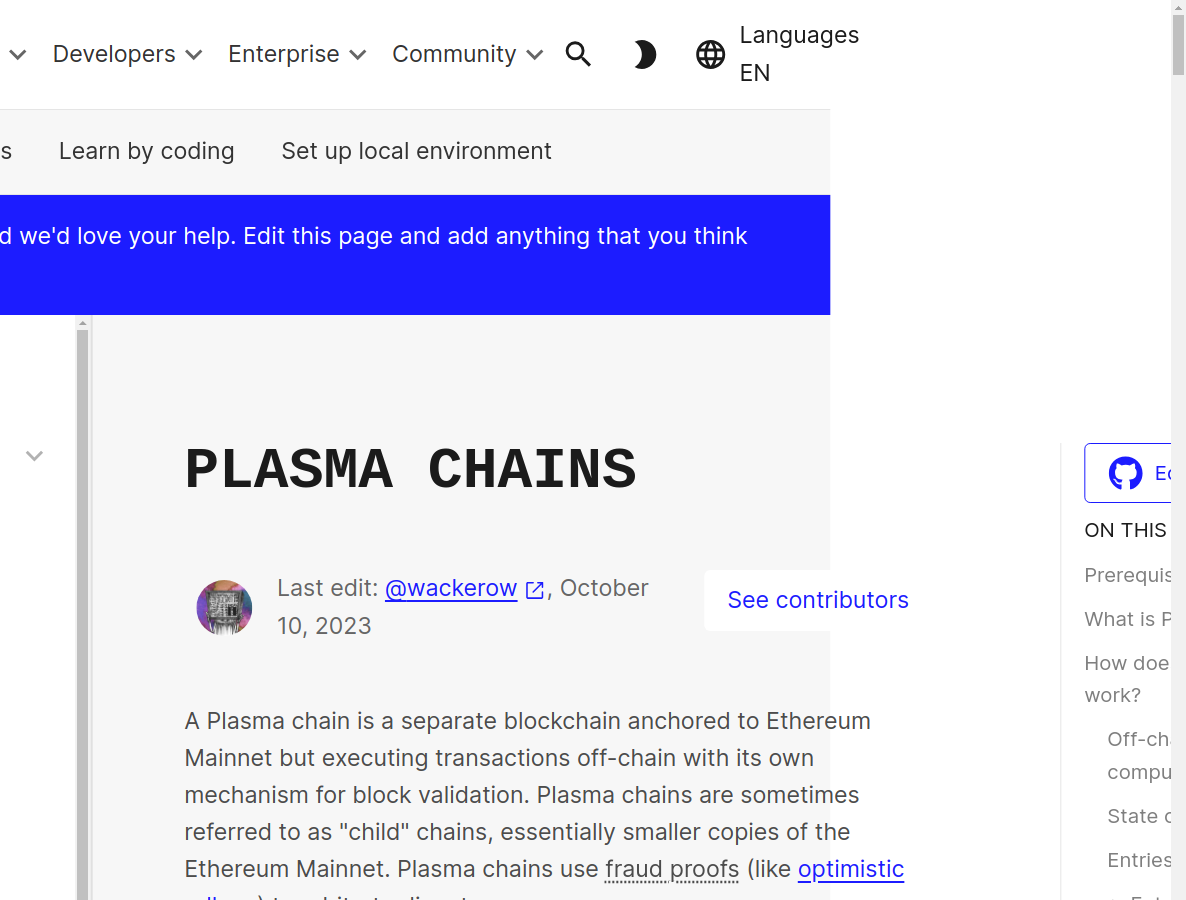 Developers Enterprise Community Languages EN
s Learn by coding Set up local environment
d we'd love your help. Edit this page and add anything that you think
PLASMA CHAINS
Last edit: @wackerow, October
10, 2023
See contributors
A Plasma chain is a separate blockchain anchored to Ethereum
Mainnet but executing transactions off-chain with its own
mechanism for block validation. Plasma chains are sometimes
referred to as "child" chains, essentially smaller copies of the
Ethereum Mainnet. Plasma chains use fraud proofs (like optimistic
ON THIS
Prerequis
What is P
How doe
work?
Off-ch
compu
State
Entries